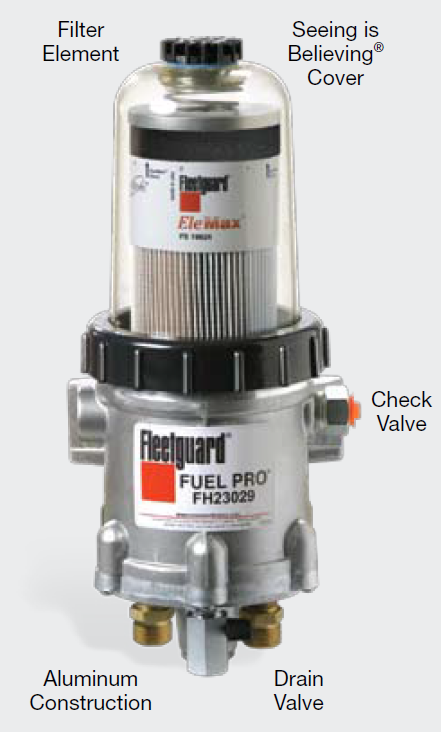 Filter
Element
Seeing is
Believing®
Cover
Fleetguard
Elemax
Check
Valve
Fleetguard®
FUEL PRO®
FH23029
Aluminum
Construction
Drain
Valve